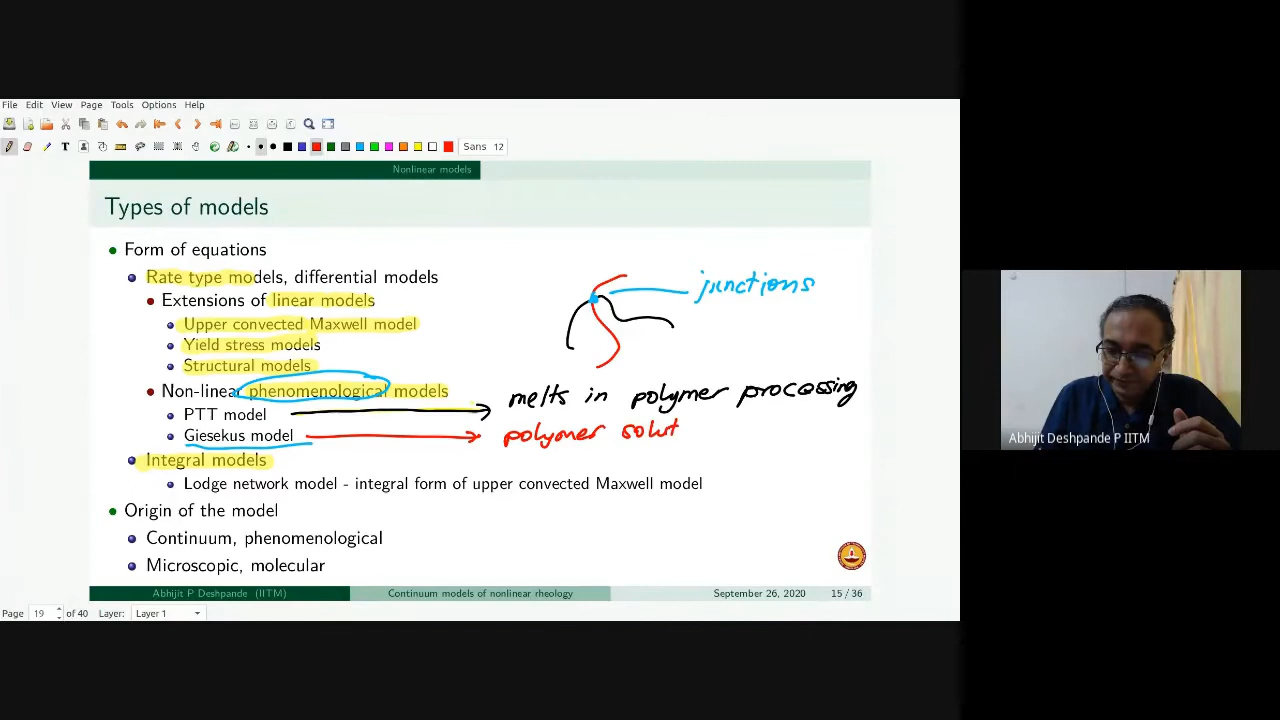 File Edit View Page Tools Options Help
Sans 12
Nonlinear models
Types of models
Form of equations
Rate type models, differential models
Extensions of linear models
junctions
Upper convected Maxwell model
Yield stress models
Structural models
Non-linear phenomenological models
melts in polymer processing
PTT model
Giesekus model
polymer solut
Integral models
Lodge network model - integral form of upper convected Maxwell model
Origin of the model
Continuum, phenomenological
Microscopic, molecular
Abhijit P Deshpande (IITM) Continuum models of nonlinear rheology September 26, 2020 15 / 36
Page 19 of 40 Layer: Layer 1
Abhijit Deshpande P IITM